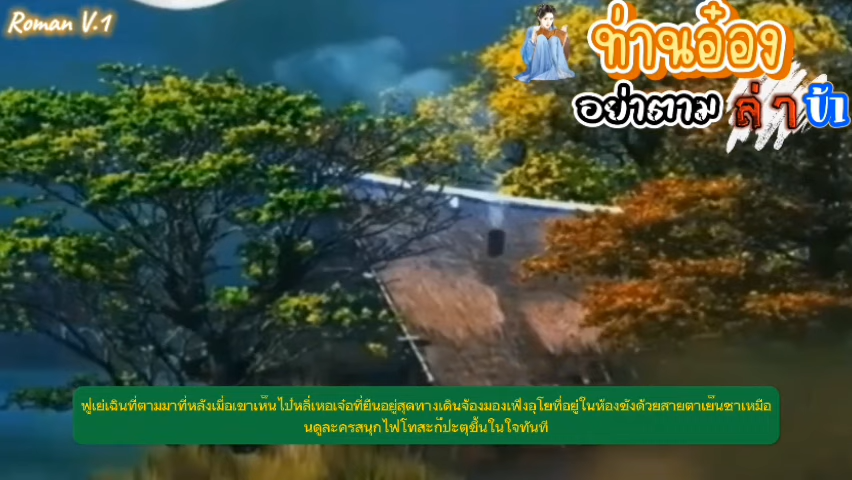 Roman V.1
ท่านอ๋อง
อย่าตาม ล่า ข้า
ฟูเย่เฉินที่ตามมาที่หลังเมื่อเขาเห็นไป๋หลี่เหอเจ๋อที่ยืนอยู่สุดทางเดินจ้องมองเฟิ่งอุโยที่อยู่ในห้องขังด้วยสายตาเย็นชาเหมือ
นดูละครสนุกไฟโทสะก็ปะตุขึ้นในใจทันที